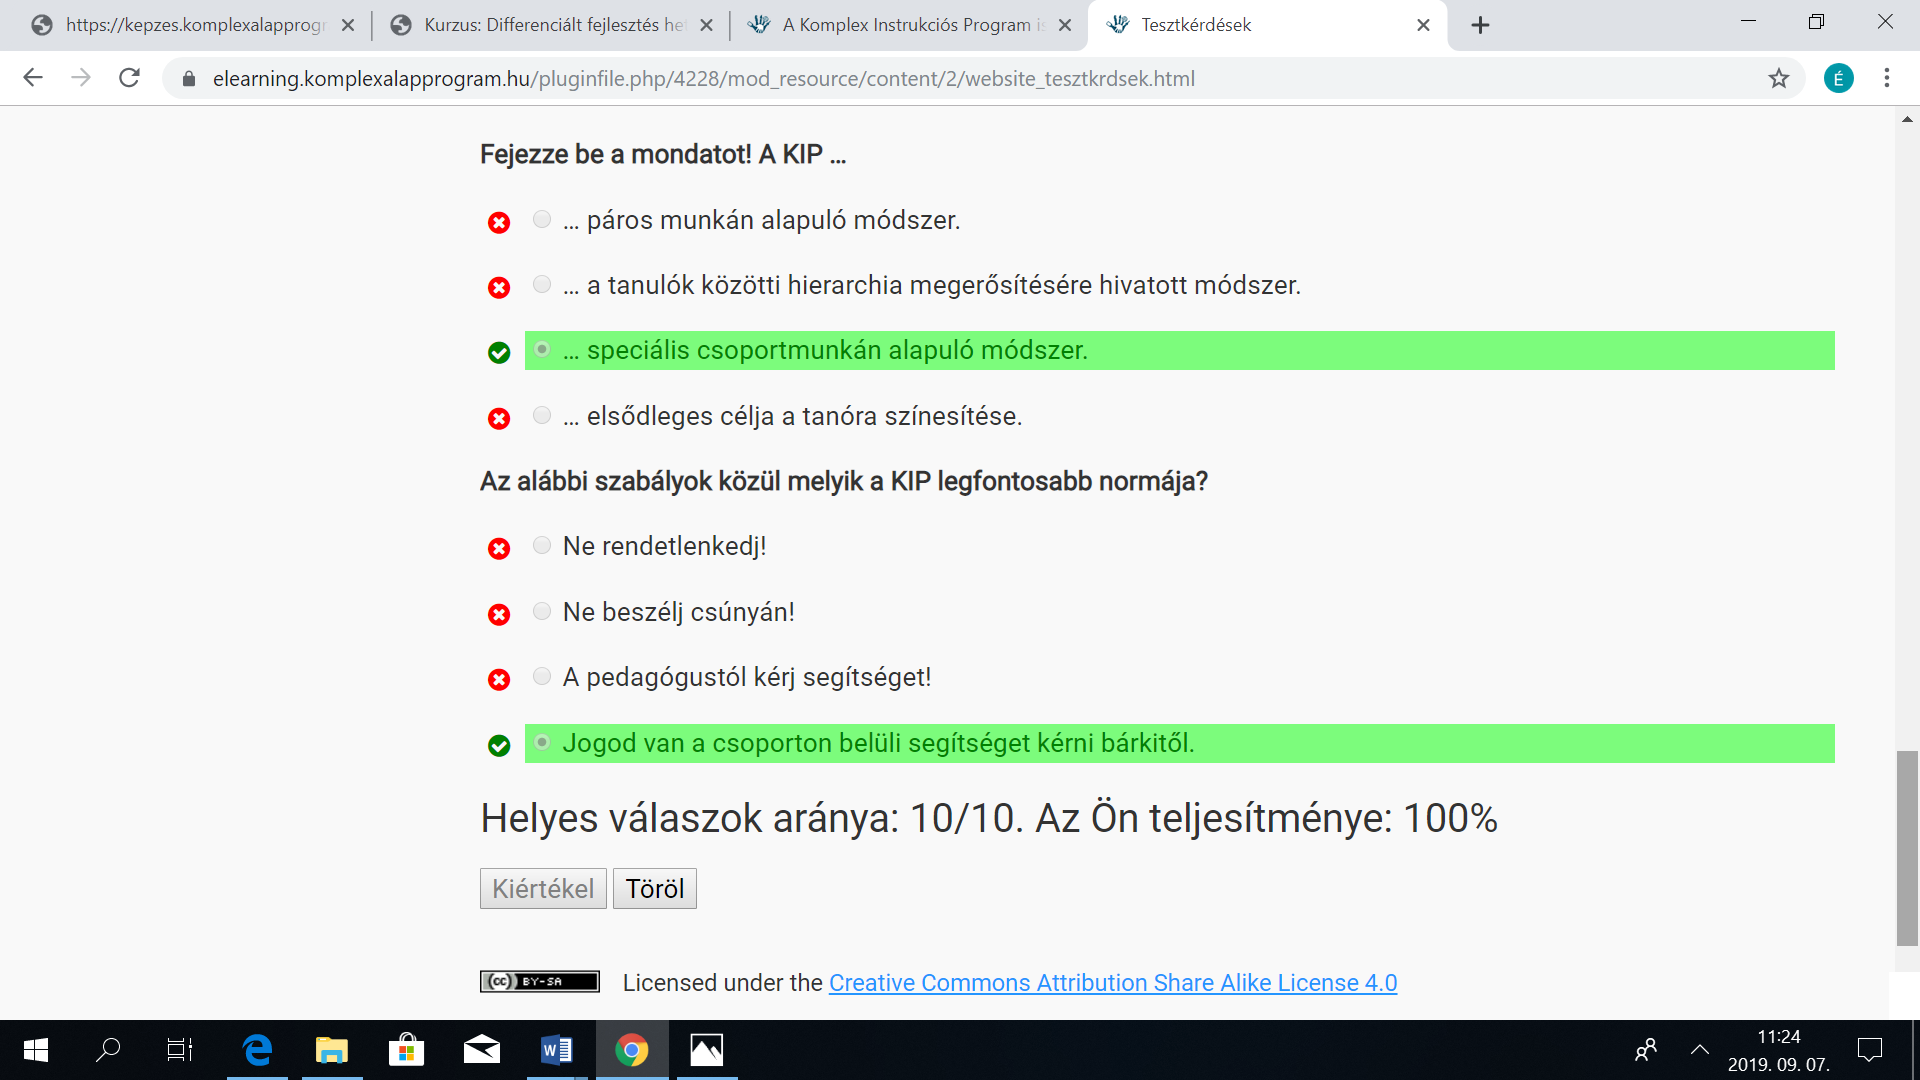 https://kepzes.komplexalapprogr
Kurzus: Differenciált fejlesztés he
A Komplex Instrukciós Program is
Tesztkérdések
elearning.komplexalapprogram.hu/pluginfile.php/4228/mod_resource/content/2/website_tesztkrdsek.html
É
Fejezze be a mondatot! A KIP ...
... páros munkán alapuló módszer.
... a tanulók közötti hierarchia megerősítésére hivatott módszer.
... speciális csoportmunkán alapuló módszer.
... elsődleges célja a tanóra színesítése.
Az alábbi szabályok közül melyik a KIP legfontosabb normája?
Ne rendetlenkedj!
Ne beszélj csúnyán!
A pedagógustól kérj segítséget!
Jogod van a csoporton belüli segítséget kérni bárkitől.
Helyes válaszok aránya: 10/10. Az Ön teljesítménye: 100%
Kiértékel Töröl
cc BY-SA Licensed under the Creative Commons Attribution Share Alike License 4.0
11:24
2019. 09. 07.